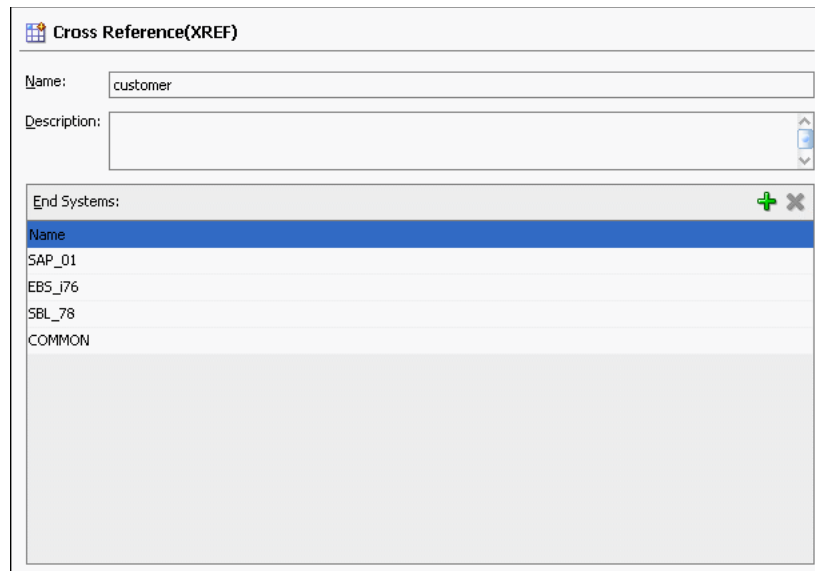 Cross Reference(XREF)
Name: customer
Description:
End Systems:
Name
SAP_01
EBS_i76
SBL_78
COMMON